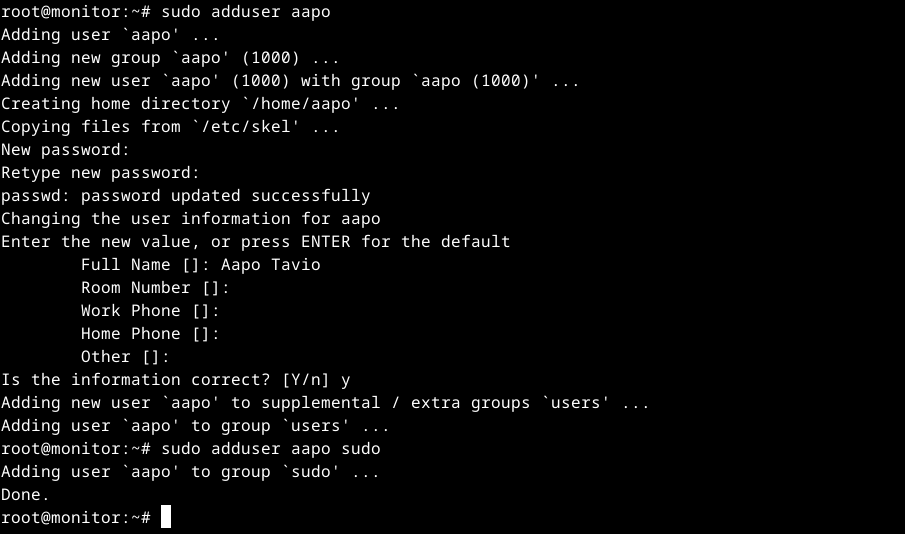 root@monitor:~# sudo adduser aapo
Adding user `aapo' ...
Adding new group `aapo' (1000) ...
Adding new user `aapo' (1000) with group `aapo (1000)' ...
Creating home directory `/home/aapo' ...
Copying files from `/etc/skel' ...
New password:
Retype new password:
passwd: password updated successfully
Changing the user information for aapo
Enter the new value, or press ENTER for the default
        Full Name []: Aapo Tavio
        Room Number []:
        Work Phone []:
        Home Phone []:
        Other []:
Is the information correct? [Y/n] y
Adding new user `aapo' to supplemental / extra groups `users' ...
Adding user `aapo' to group `users' ...
root@monitor:~# sudo adduser aapo sudo
Adding user `aapo' to group `sudo' ...
Done.
root@monitor:~#